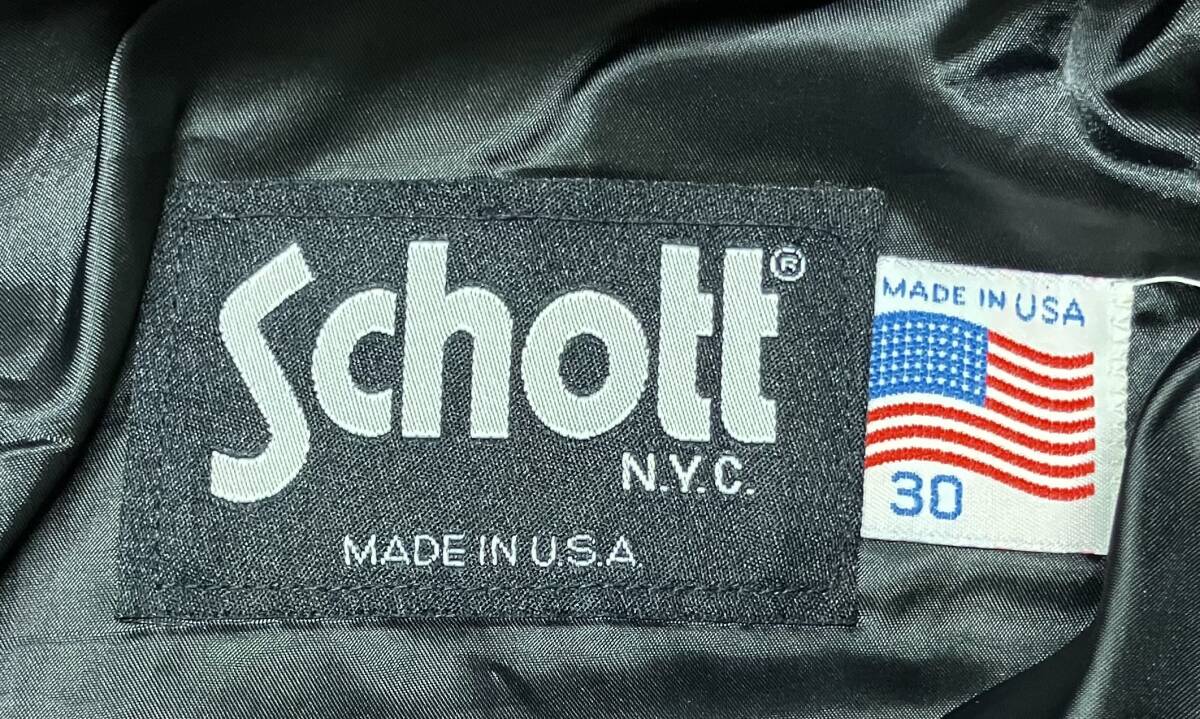 Schott®
N.Y.C.
MADE IN U.S.A.
MADE IN USA
30